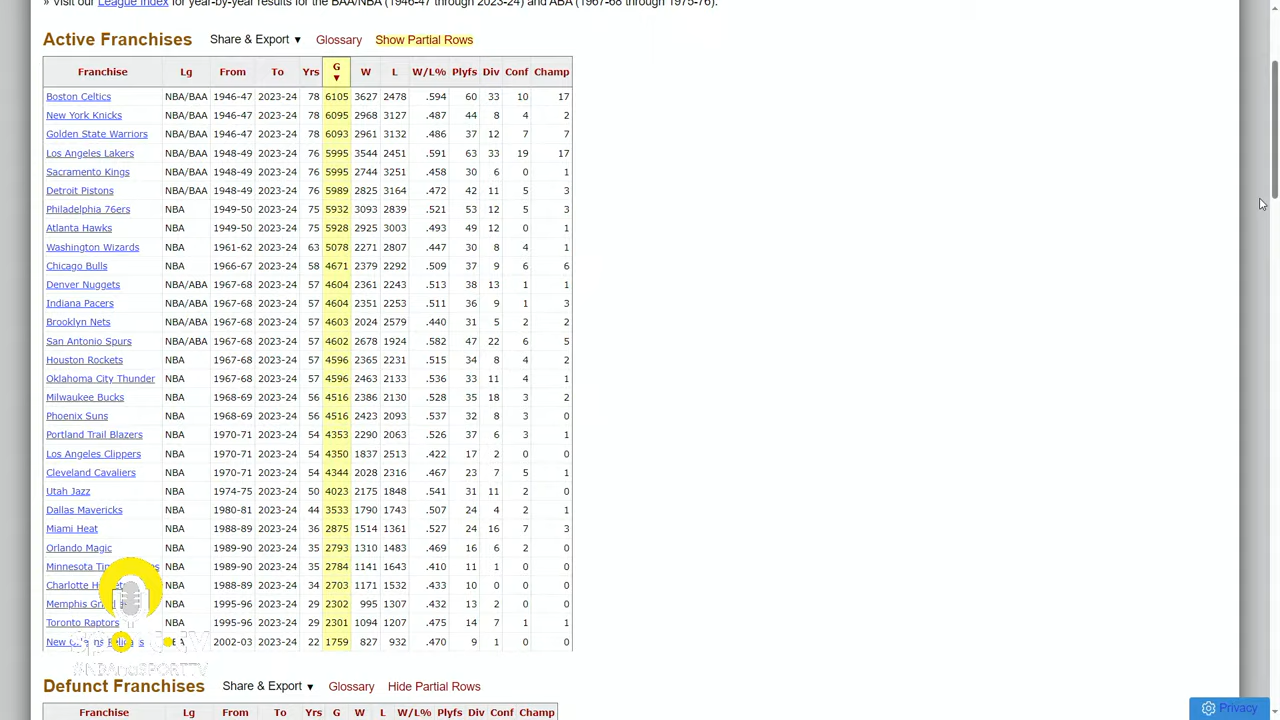 » Visit our League Index for year-by-year results for the BAA/NBA (1946-47 through 2023-24) and ABA (1967-68 through 1975-76).
Active Franchises Share & Export ▼ Glossary Show Partial Rows
Franchise Lg From To Yrs G ▼ W L W/L% Plyfs Div Conf Champ
Boston Celtics NBA/BAA 1946-47 2023-24 78 6105 3627 2478 .594 60 33 10 17
New York Knicks NBA/BAA 1946-47 2023-24 78 6095 2968 3127 .487 44 8 4 2
Golden State Warriors NBA/BAA 1946-47 2023-24 78 6093 2961 3132 .486 37 12 7 7
Los Angeles Lakers NBA/BAA 1948-49 2023-24 76 5995 3544 2451 .591 63 33 19 17
Sacramento Kings NBA/BAA 1948-49 2023-24 76 5995 2744 3251 .458 30 6 0 1
Detroit Pistons NBA/BAA 1948-49 2023-24 76 5989 2825 3164 .472 42 11 5 3
Philadelphia 76ers NBA 1949-50 2023-24 75 5932 3093 2839 .521 53 12 5 3
Atlanta Hawks NBA 1949-50 2023-24 75 5928 2925 3003 .493 49 12 0 1
Washington Wizards NBA 1961-62 2023-24 63 5078 2271 2807 .447 30 8 4 1
Chicago Bulls NBA 1966-67 2023-24 58 4671 2379 2292 .509 37 9 6 6
Denver Nuggets NBA/ABA 1967-68 2023-24 57 4604 2361 2243 .513 38 13 1 1
Indiana Pacers NBA/ABA 1967-68 2023-24 57 4604 2351 2253 .511 36 9 1 3
Brooklyn Nets NBA/ABA 1967-68 2023-24 57 4603 2024 2579 .440 31 5 2 2
San Antonio Spurs NBA/ABA 1967-68 2023-24 57 4602 2678 1924 .582 47 22 6 5
Houston Rockets NBA 1967-68 2023-24 57 4596 2365 2231 .515 34 8 4 2
Oklahoma City Thunder NBA 1967-68 2023-24 57 4596 2463 2133 .536 33 11 4 1
Milwaukee Bucks NBA 1968-69 2023-24 56 4516 2386 2130 .528 35 18 3 2
Phoenix Suns NBA 1968-69 2023-24 56 4516 2423 2093 .537 32 8 3 0
Portland Trail Blazers NBA 1970-71 2023-24 54 4353 2290 2063 .526 37 6 3 1
Los Angeles Clippers NBA 1970-71 2023-24 54 4350 1837 2513 .422 17 2 0 0
Cleveland Cavaliers NBA 1970-71 2023-24 54 4344 2028 2316 .467 23 7 5 1
Utah Jazz NBA 1974-75 2023-24 50 4023 2175 1848 .541 31 11 2 0
Dallas Mavericks NBA 1980-81 2023-24 44 3533 1790 1743 .507 24 4 2 1
Miami Heat NBA 1988-89 2023-24 36 2875 1514 1361 .527 24 16 7 3
Orlando Magic NBA 1989-90 2023-24 35 2793 1310 1483 .469 16 6 2 0
Minnesota NBA 1989-90 2023-24 35 2784 1141 1643 .410 11 1 0 0
Charlotte NBA 1988-89 2023-24 34 2703 1171 1532 .433 10 0 0 0
Memphis NBA 1995-96 2023-24 29 2302 995 1307 .432 13 2 0 0
Toronto Raptors NBA 1995-96 2023-24 29 2301 1094 1207 .475 14 7 1 1
New 2002-03 2023-24 22 1759 827 932 .470 9 1 0 0
#NBAngSPORTTV
Defunct Franchises Share & Export ▼ Glossary Hide Partial Rows
Franchise Lg From To Yrs G W L W/L% Plyfs Div Conf Champ
Privacy